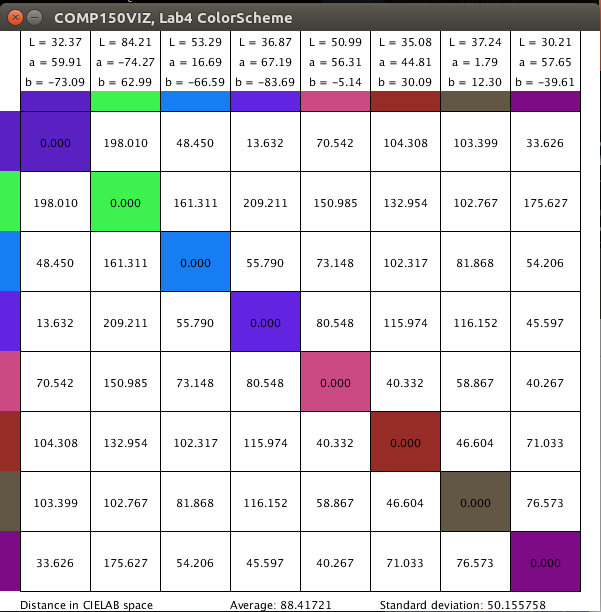 COMP150VIZ, Lab4 ColorScheme
L = 32.37 L = 84.21 L = 53.29 L = 36.87 L = 50.99 L = 35.08 L = 37.24 L = 30.21
a = 59.91 a = −74.27 a = 16.69 a = 67.19 a = 56.31 a = 44.81 a = 1.79 a = 57.65
b = −73.09 b = 62.99 b = −66.59 b = −83.69 b = −5.14 b = 30.09 b = 12.30 b = −39.61
0.000 198.010 48.450 13.632 70.542 104.308 103.399 33.626
198.010 0.000 161.311 209.211 150.985 132.954 102.767 175.627
48.450 161.311 0.000 55.790 73.148 102.317 81.868 54.206
13.632 209.211 55.790 0.000 80.548 115.974 116.152 45.597
70.542 150.985 73.148 80.548 0.000 40.332 58.867 40.267
104.308 132.954 102.317 115.974 40.332 0.000 46.604 71.033
103.399 102.767 81.868 116.152 58.867 46.604 0.000 76.573
33.626 175.627 54.206 45.597 40.267 71.033 76.573 0.000
Distance in CIELAB space Average: 88.41721 Standard deviation: 50.155758